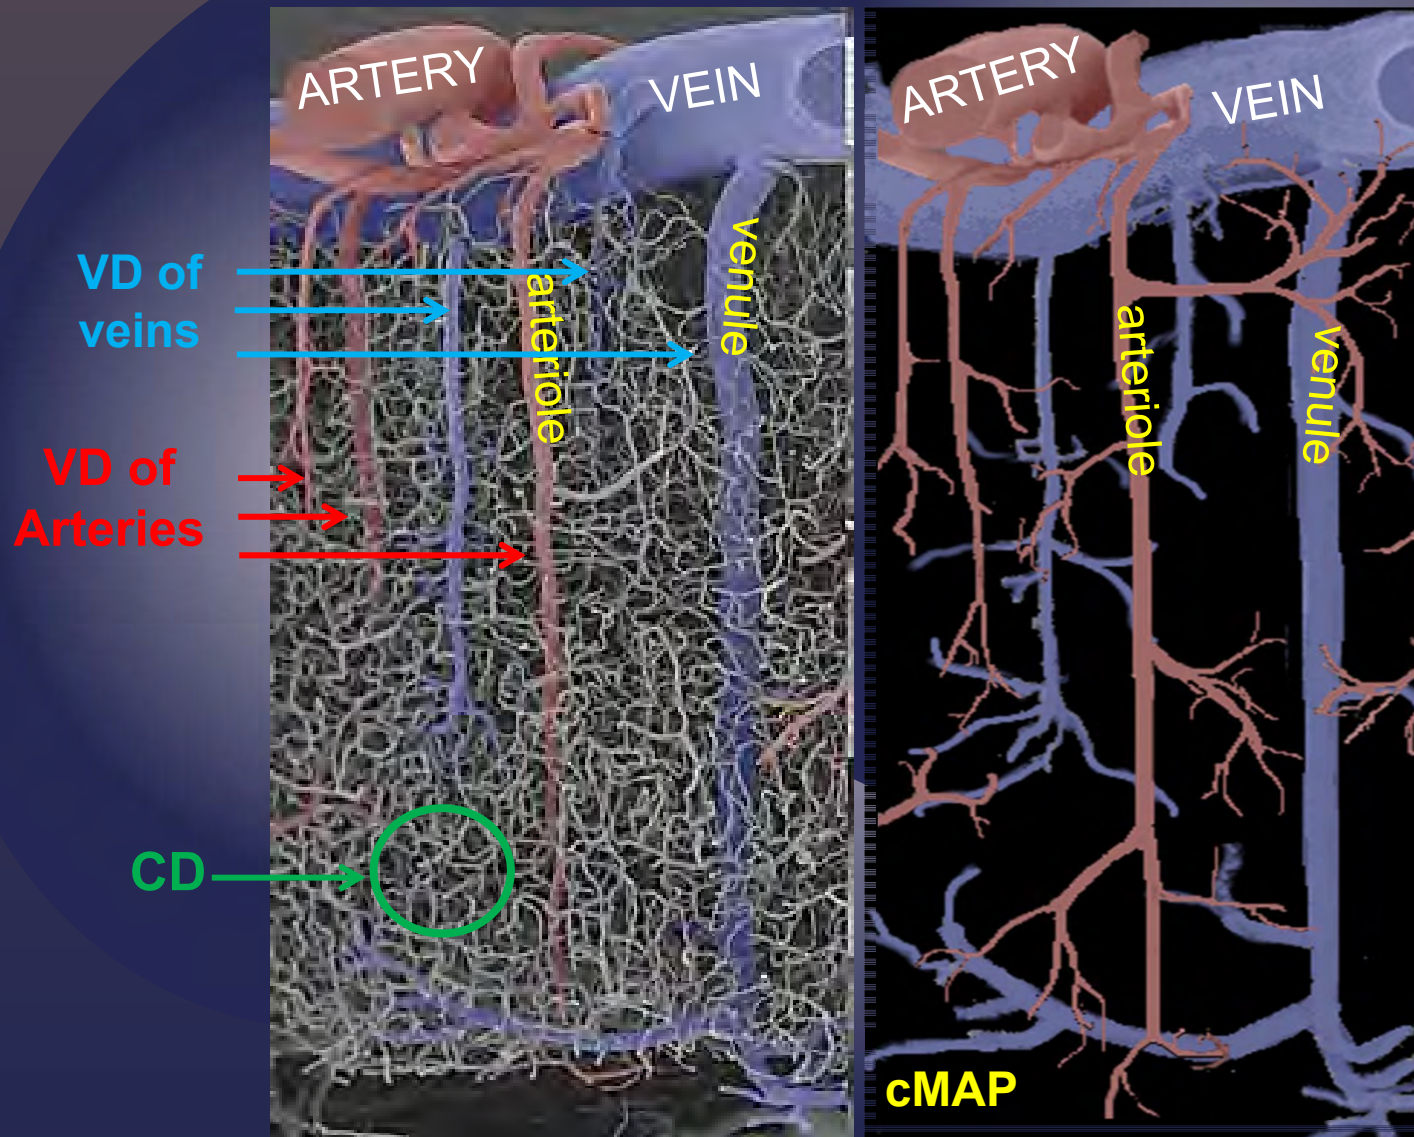 ARTERY
VEIN
VD of
veins
venule
arteriole
VD of
Arteries
CD
ARTERY
VEIN
arteriole
venule
cMAP